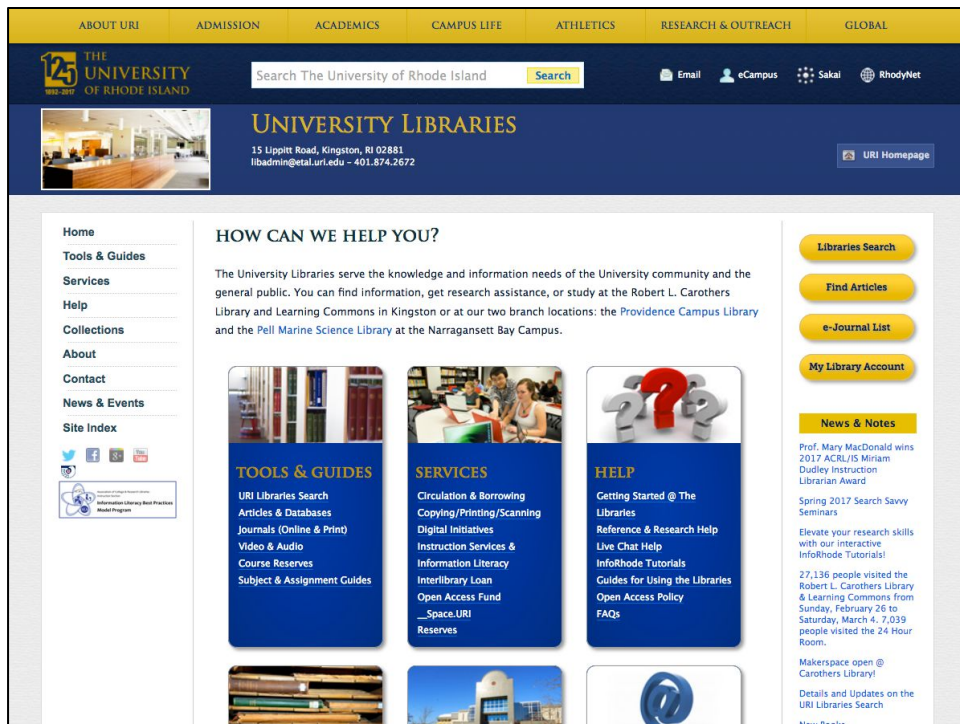 ABOUT URI ADMISSION ACADEMICS CAMPUS LIFE ATHLETICS RESEARCH & OUTREACH GLOBAL
125
1892-2017
THE
UNIVERSITY
OF RHODE ISLAND
Search The University of Rhode Island Search
Email eCampus Sakai RhodyNet
UNIVERSITY LIBRARIES
15 Lippitt Road, Kingston, RI 02881
libadmin@etal.uri.edu – 401.874.2672
URI Homepage
Home
Tools & Guides
Services
Help
Collections
About
Contact
News & Events
Site Index
You
Tube
Information Literacy Best Practices
Model Program
HOW CAN WE HELP YOU?
The University Libraries serve the knowledge and information needs of the University community and the
general public. You can find information, get research assistance, or study at the Robert L. Carothers
Library and Learning Commons in Kingston or at our two branch locations: the Providence Campus Library
and the Pell Marine Science Library at the Narragansett Bay Campus.
TOOLS & GUIDES
URI Libraries Search
Articles & Databases
Journals (Online & Print)
Video & Audio
Course Reserves
Subject & Assignment Guides
SERVICES
Circulation & Borrowing
Copying/Printing/Scanning
Digital Initiatives
Instruction Services &
Information Literacy
Interlibrary Loan
Open Access Fund
__Space.URI
Reserves
HELP
Getting Started @ The
Libraries
Reference & Research Help
Live Chat Help
InfoRhode Tutorials
Guides for Using the Libraries
Open Access Policy
FAQs
Libraries Search
Find Articles
e-Journal List
My Library Account
News & Notes
Prof. Mary MacDonald wins
2017 ACRL/IS Miriam
Dudley Instruction
Librarian Award
Spring 2017 Search Savvy
Seminars
Elevate your research skills
with our interactive
InfoRhode Tutorials!
27,136 people visited the
Robert L. Carothers Library
& Learning Commons from
Sunday, February 26 to
Saturday, March 4. 7,039
people visited the 24 Hour
Room.
Makerspace open @
Carothers Library!
Details and Updates on the
URI Libraries Search
New Books